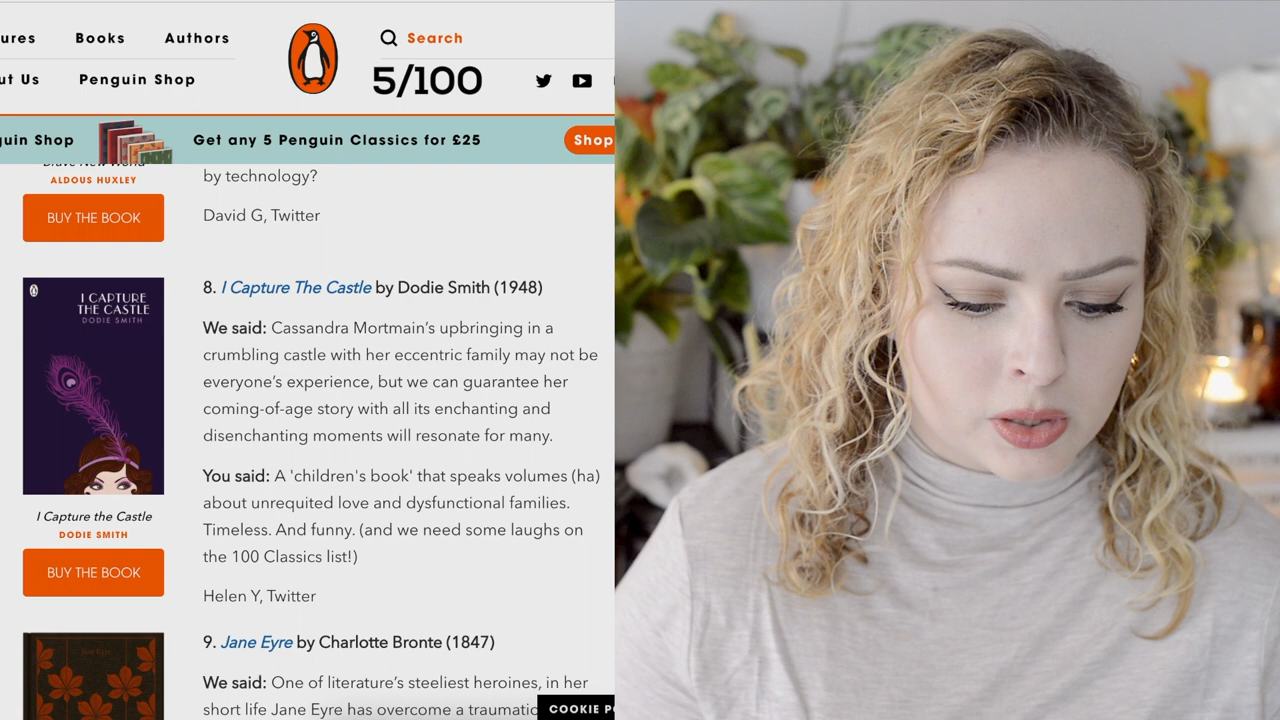 ures Books Authors
Search
ut Us Penguin Shop
5/100
guin Shop Get any 5 Penguin Classics for £25 Shop
Brave New World
ALDOUS HUXLEY
BUY THE BOOK
by technology?
David G, Twitter
I CAPTURE
THE CASTLE
DODIE SMITH
I Capture the Castle
DODIE SMITH
BUY THE BOOK
8. I Capture The Castle by Dodie Smith (1948)
We said: Cassandra Mortmain's upbringing in a
crumbling castle with her eccentric family may not be
everyone's experience, but we can guarantee her
coming-of-age story with all its enchanting and
disenchanting moments will resonate for many.
You said: A 'children's book' that speaks volumes (ha)
about unrequited love and dysfunctional families.
Timeless. And funny. (and we need some laughs on
the 100 Classics list!)
Helen Y, Twitter
Jane Eyre
9. Jane Eyre by Charlotte Bronte (1847)
We said: One of literature's steeliest heroines, in her
short life Jane Eyre has overcome a traumatic
COOKIE PO